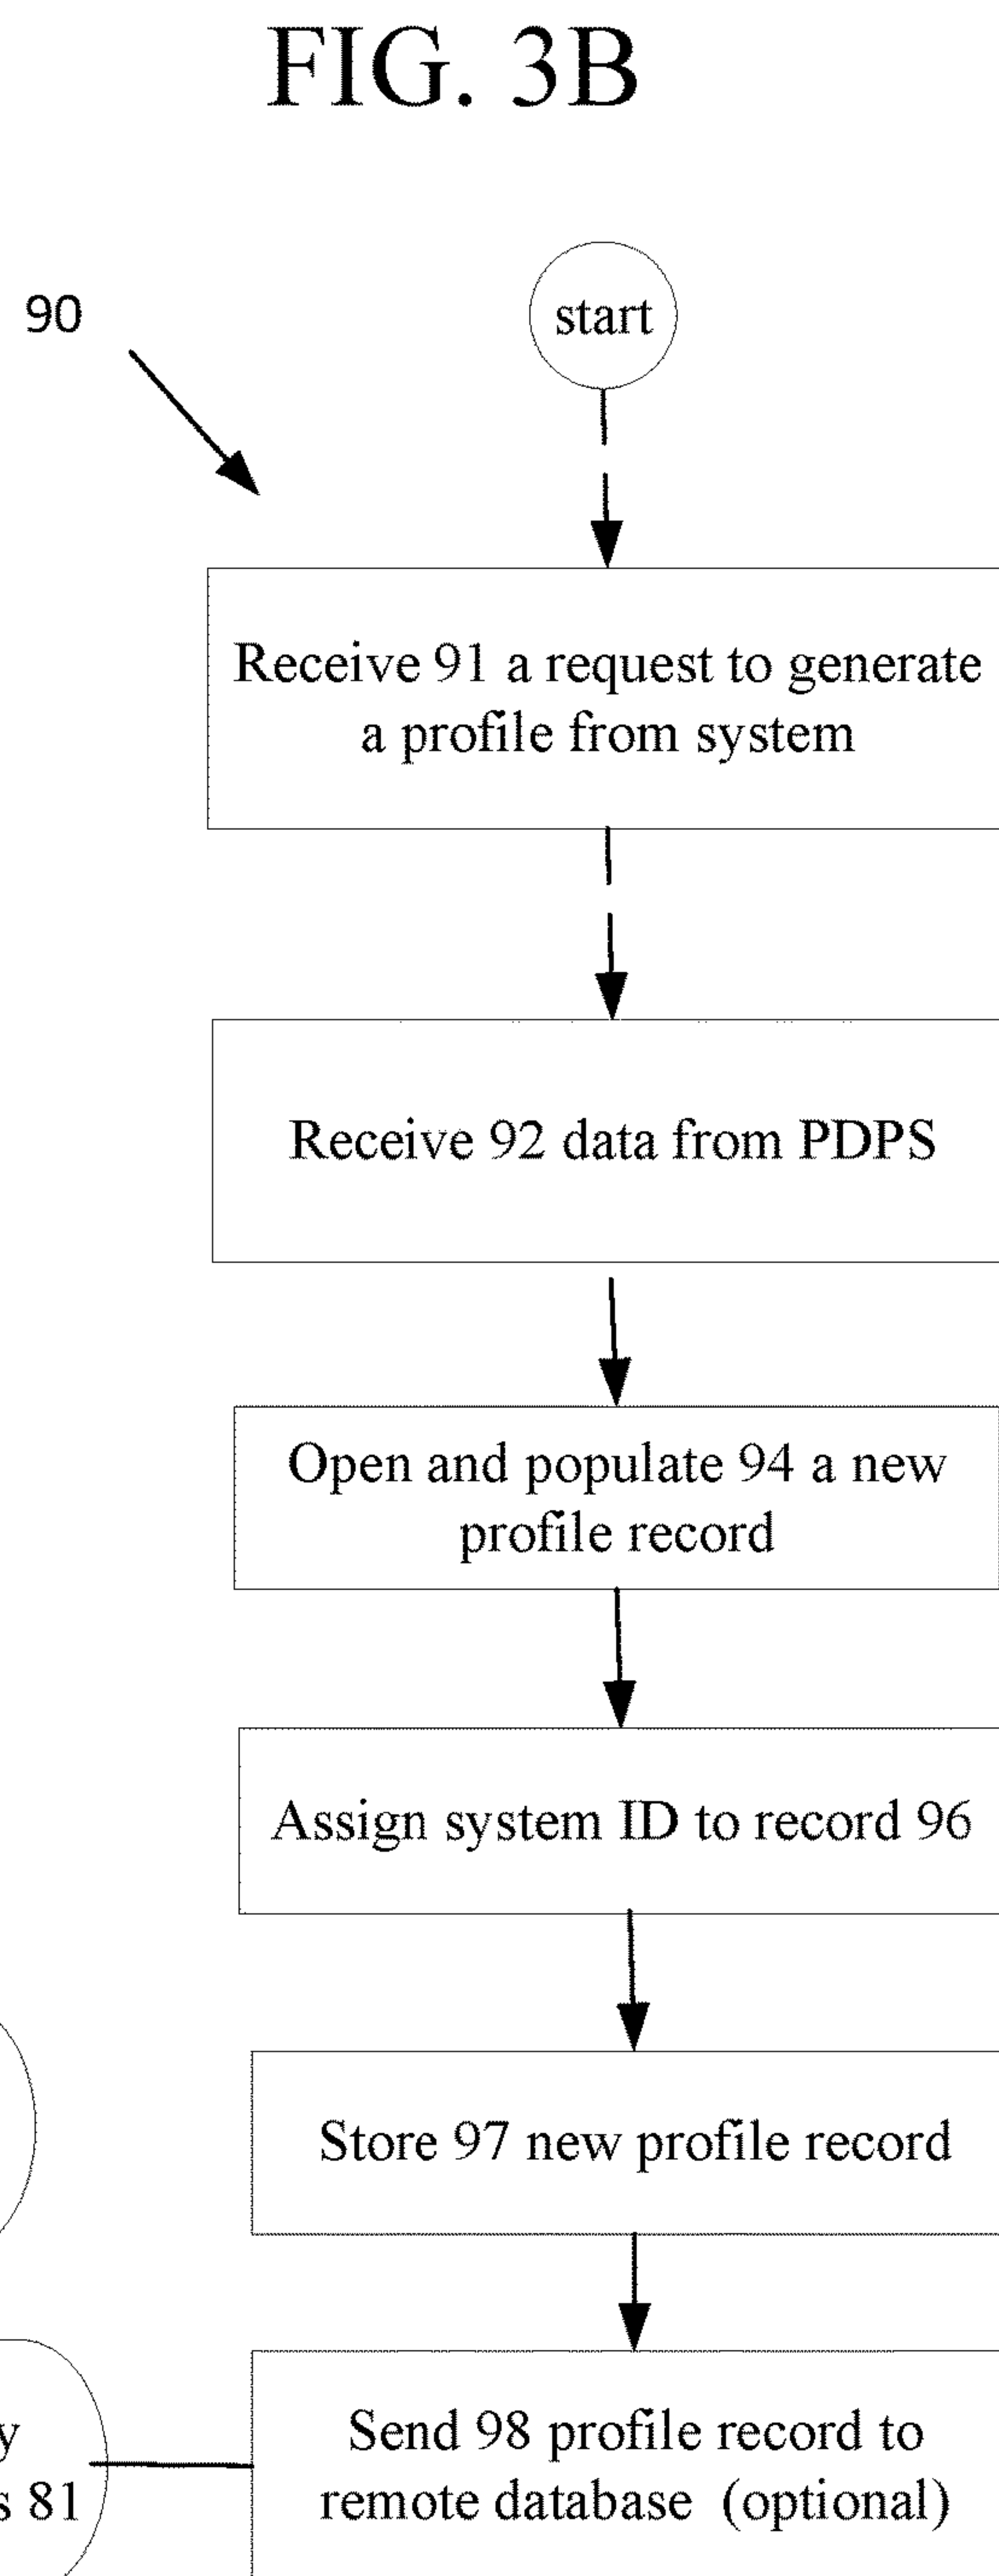 FIG. 3B
90
start
Receive 91 a request to generate
a profile from system
Receive 92 data from PDPS
Open and populate 94 a new
profile record
Assign system ID to record 96
Store 97 new profile record
Send 98 profile record to
remote database (optional)
81